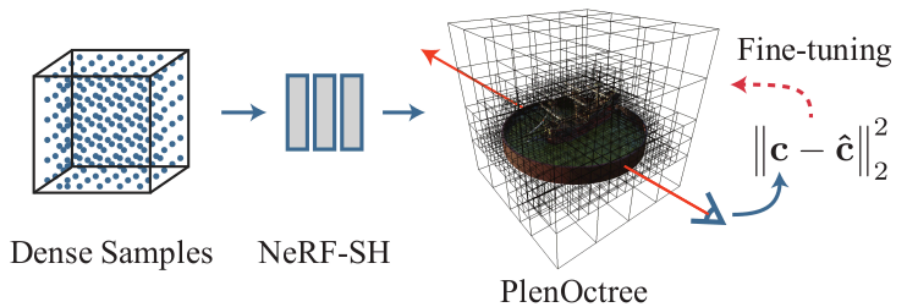 Fine-tuning
‖c − ĉ‖₂²
Dense Samples
NeRF-SH
PlenOctree